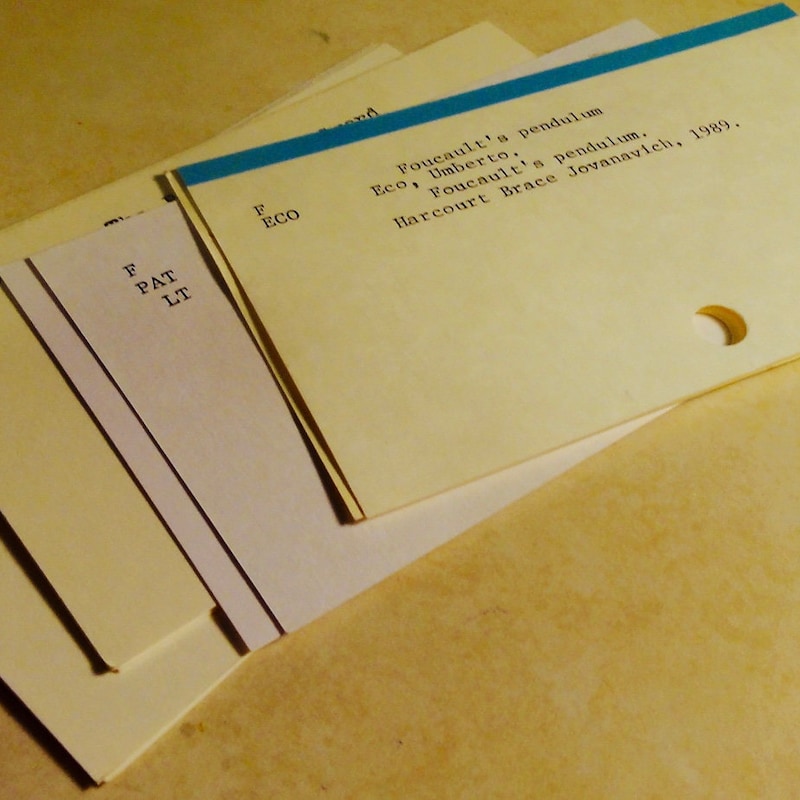 Foucault's pendulum
Eco, Umberto.
Foucault's pendulum.
Harcourt Brace Jovanavich, 1989.
F
ECO
F
PAT
LT